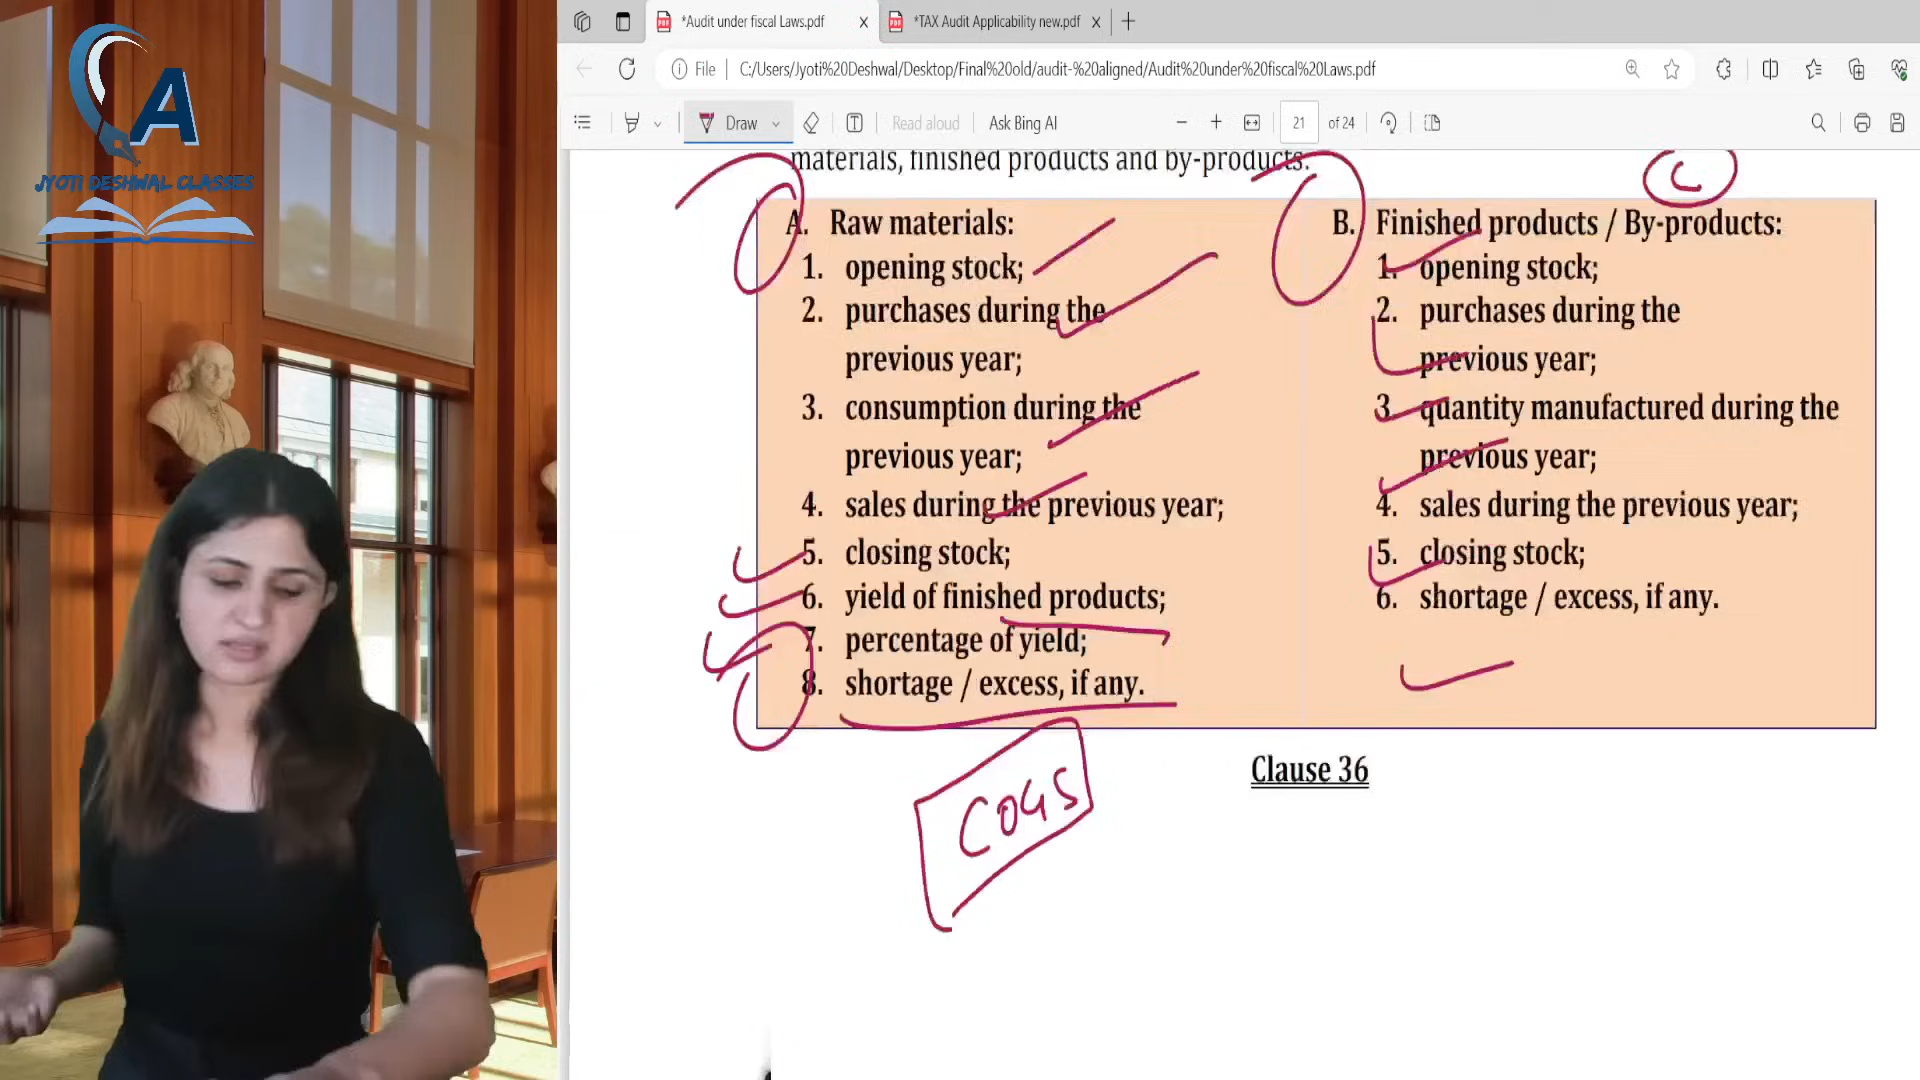 A
JYOTI DESHWAL CLASSES
*Audit under fiscal Laws.pdf
*TAX Audit Applicability new.pdf
File
C:/Users/Jyoti%20Deshwal/Desktop/Final%20old/audit-%20aligned/Audit%20under%20fiscal%20Laws.pdf
Draw
Read aloud
Ask Bing AI
21
of 24
materials, finished products and by-products:
A. Raw materials:
1. opening stock;
2. purchases during the
previous year;
3. consumption during the
previous year;
4. sales during the previous year;
5. closing stock;
6. yield of finished products;
7. percentage of yield;
8. shortage / excess, if any.
B. Finished products / By-products:
1. opening stock;
2. purchases during the
previous year;
3. quantity manufactured during the
previous year;
4. sales during the previous year;
5. closing stock;
6. shortage / excess, if any.
C
COGS
Clause 36